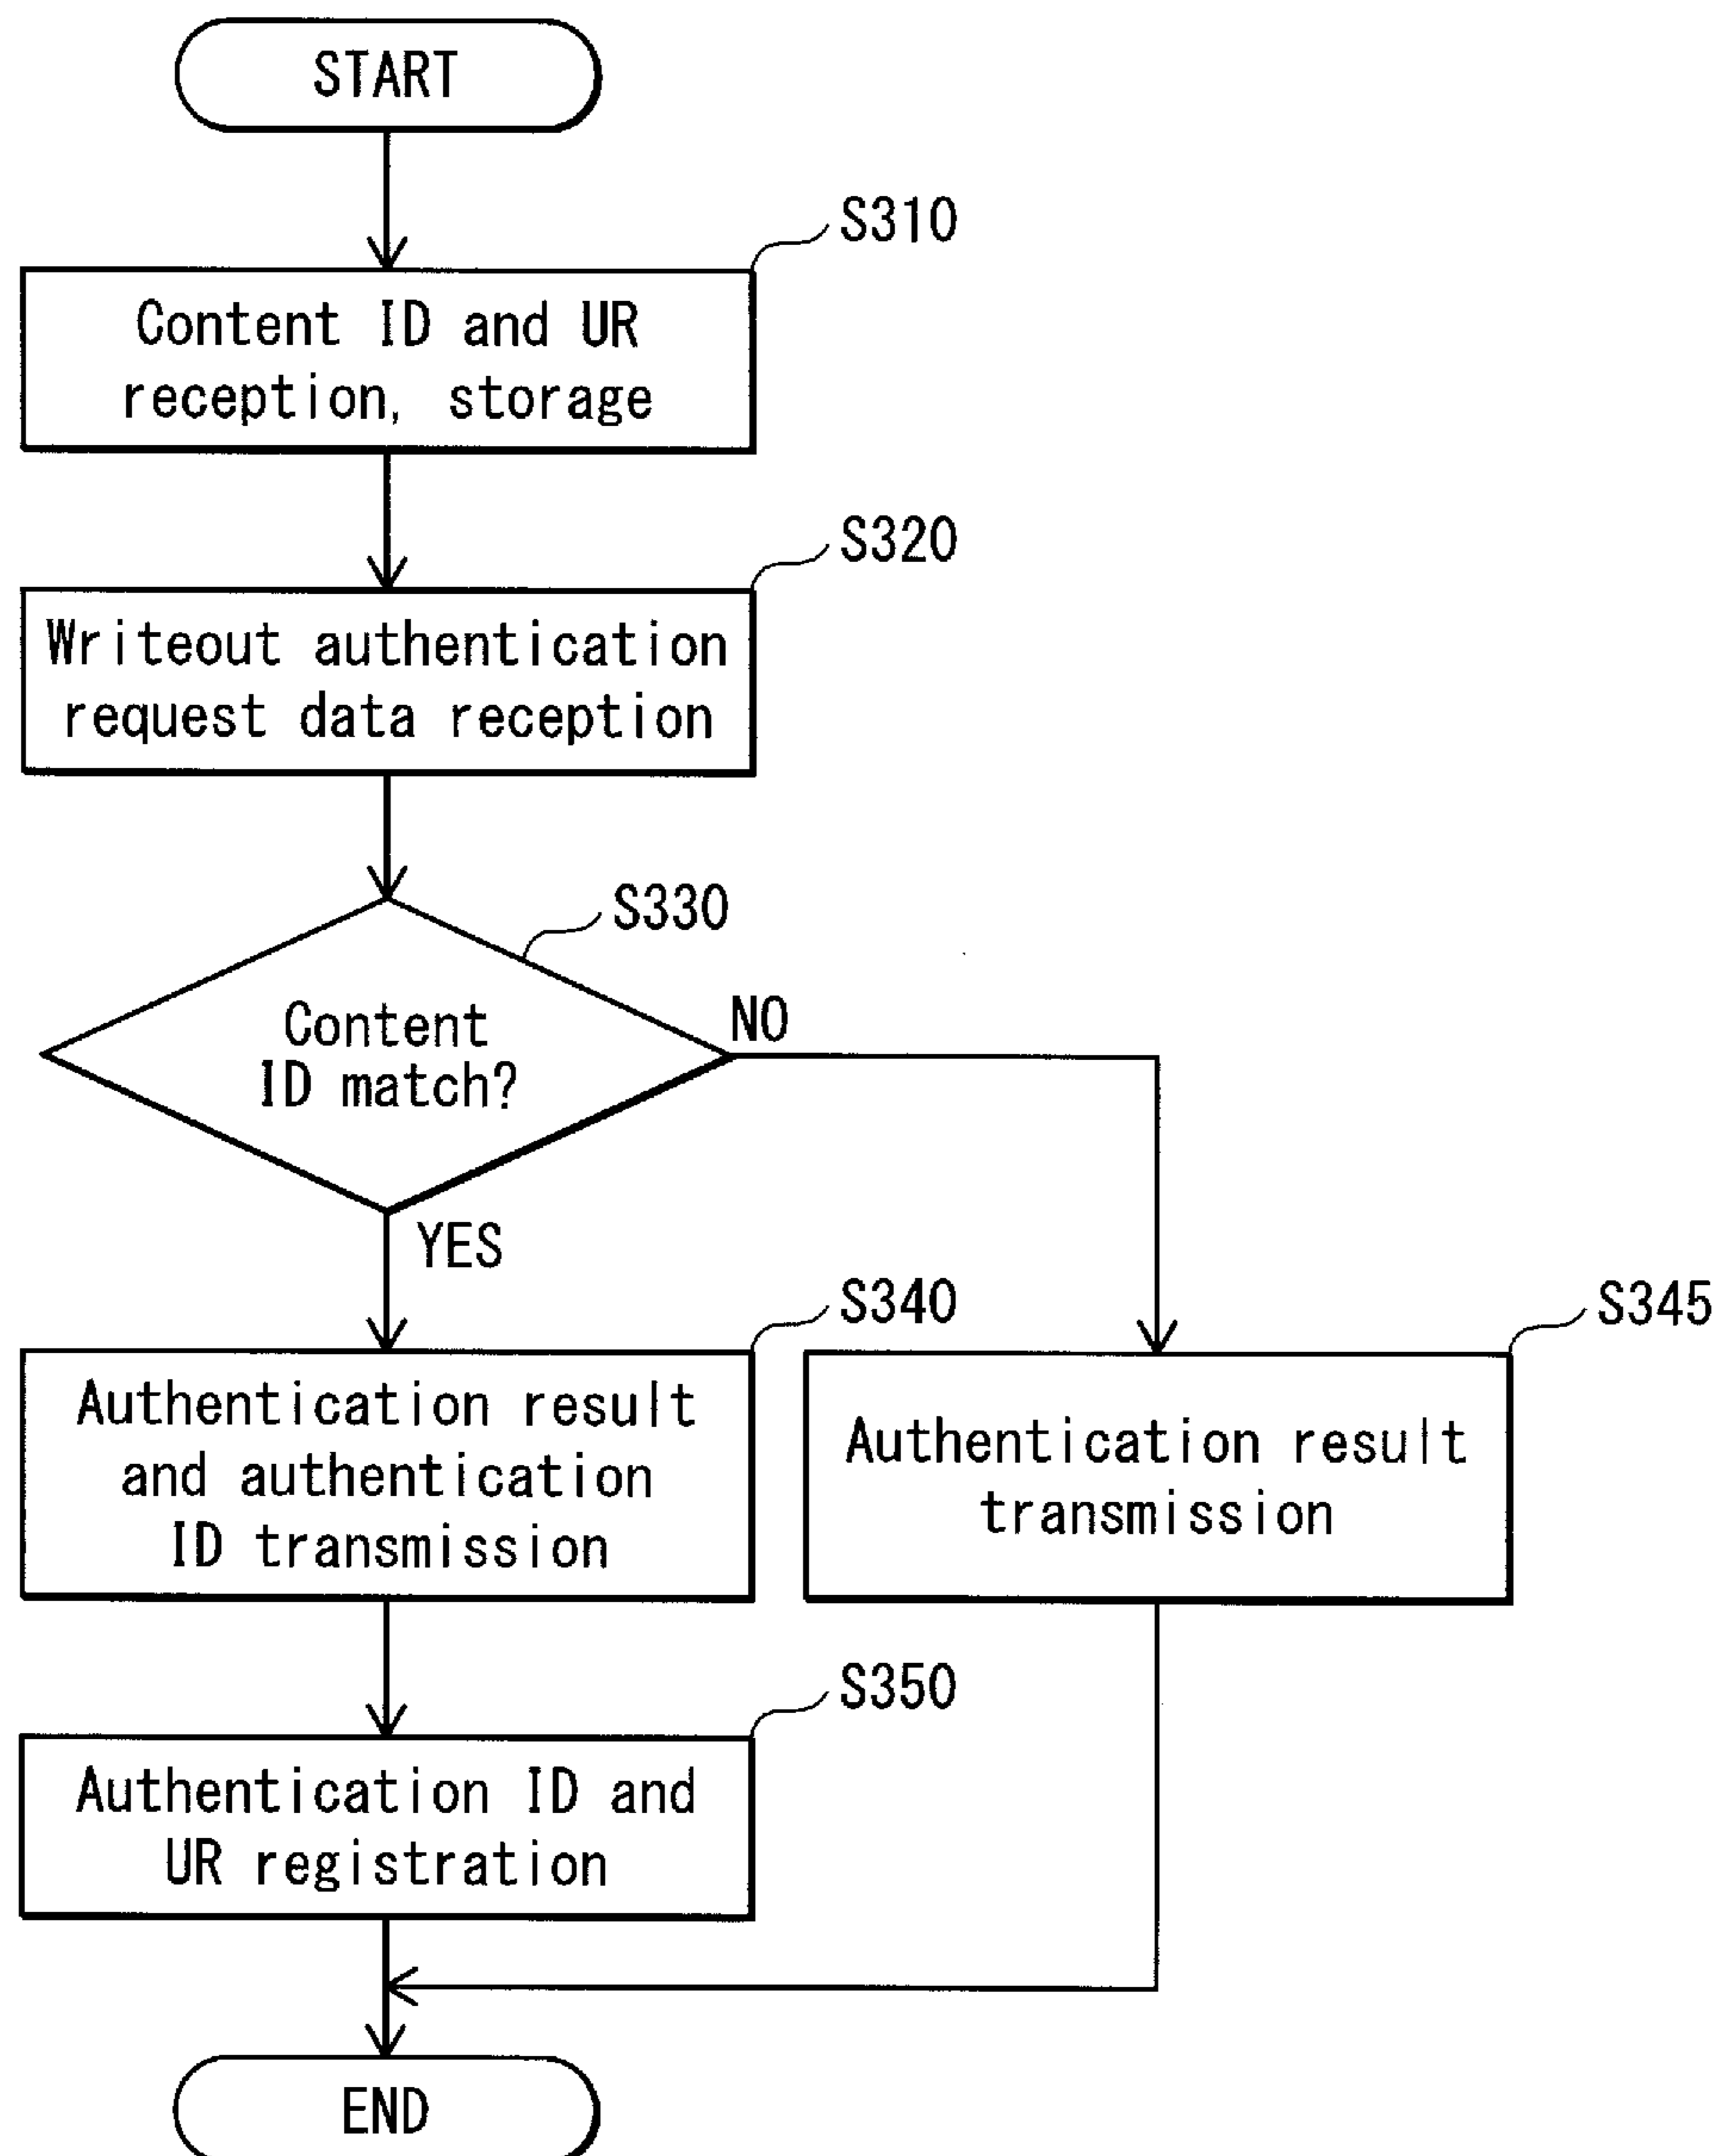 START
S310
Content ID and UR
reception, storage
S320
Writeout authentication
request data reception
S330
Content
ID match?
NO
YES
S340
Authentication result
and authentication
ID transmission
S345
Authentication result
transmission
S350
Authentication ID and
UR registration
END